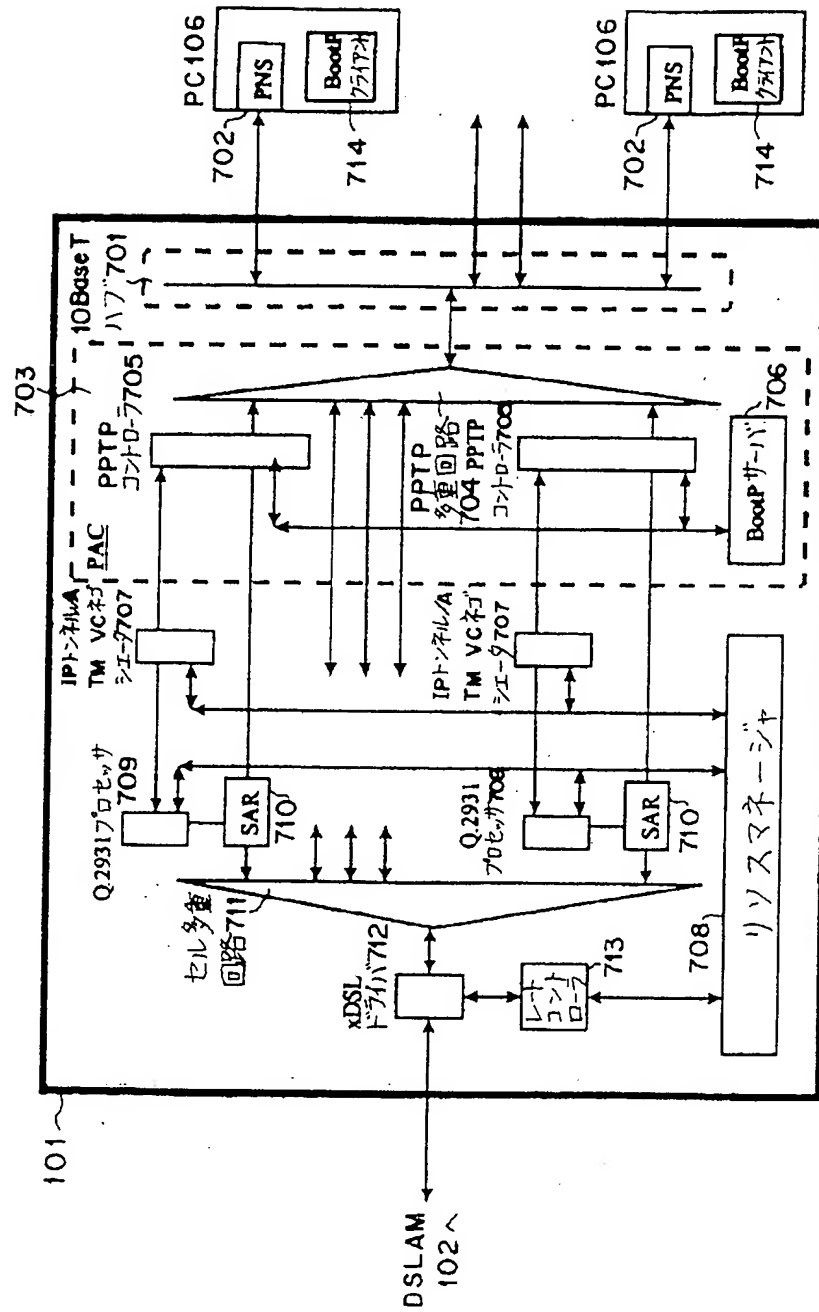 PC106
PNS
BootP
クライアント
702
714
PC106
PNS
BootP
クライアント
702
714
10BaseT
ハブ701
703
PPTP
コントローラ705
PAC
PPTP
多重回路
704
PPTP
コントローラ705
706
BootPサーバ
IPトンネル/A
TM VCネゴ
シエータ707
IPトンネル/A
TM VCネゴ
シエータ707
Q.2931プロセッサ
709
SAR
710
Q.2931
プロセッサ709
SAR
710
セル多重
回路711
xDSL
ドライバ712
713
レート
コント
ローラ
708
リソスマネージャ
101
DSLAM
102へ